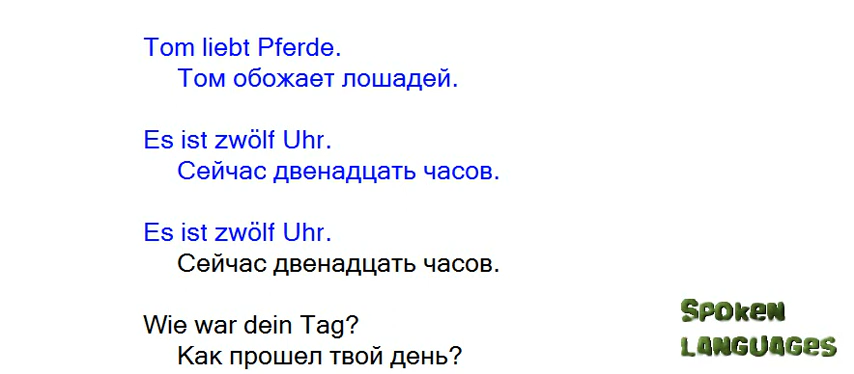 Tom liebt Pferde.
Том обожает лошадей.
Es ist zwölf Uhr.
Сейчас двенадцать часов.
Es ist zwölf Uhr.
Сейчас двенадцать часов.
Wie war dein Tag?
Как прошел твой день?
Spoken
Languages